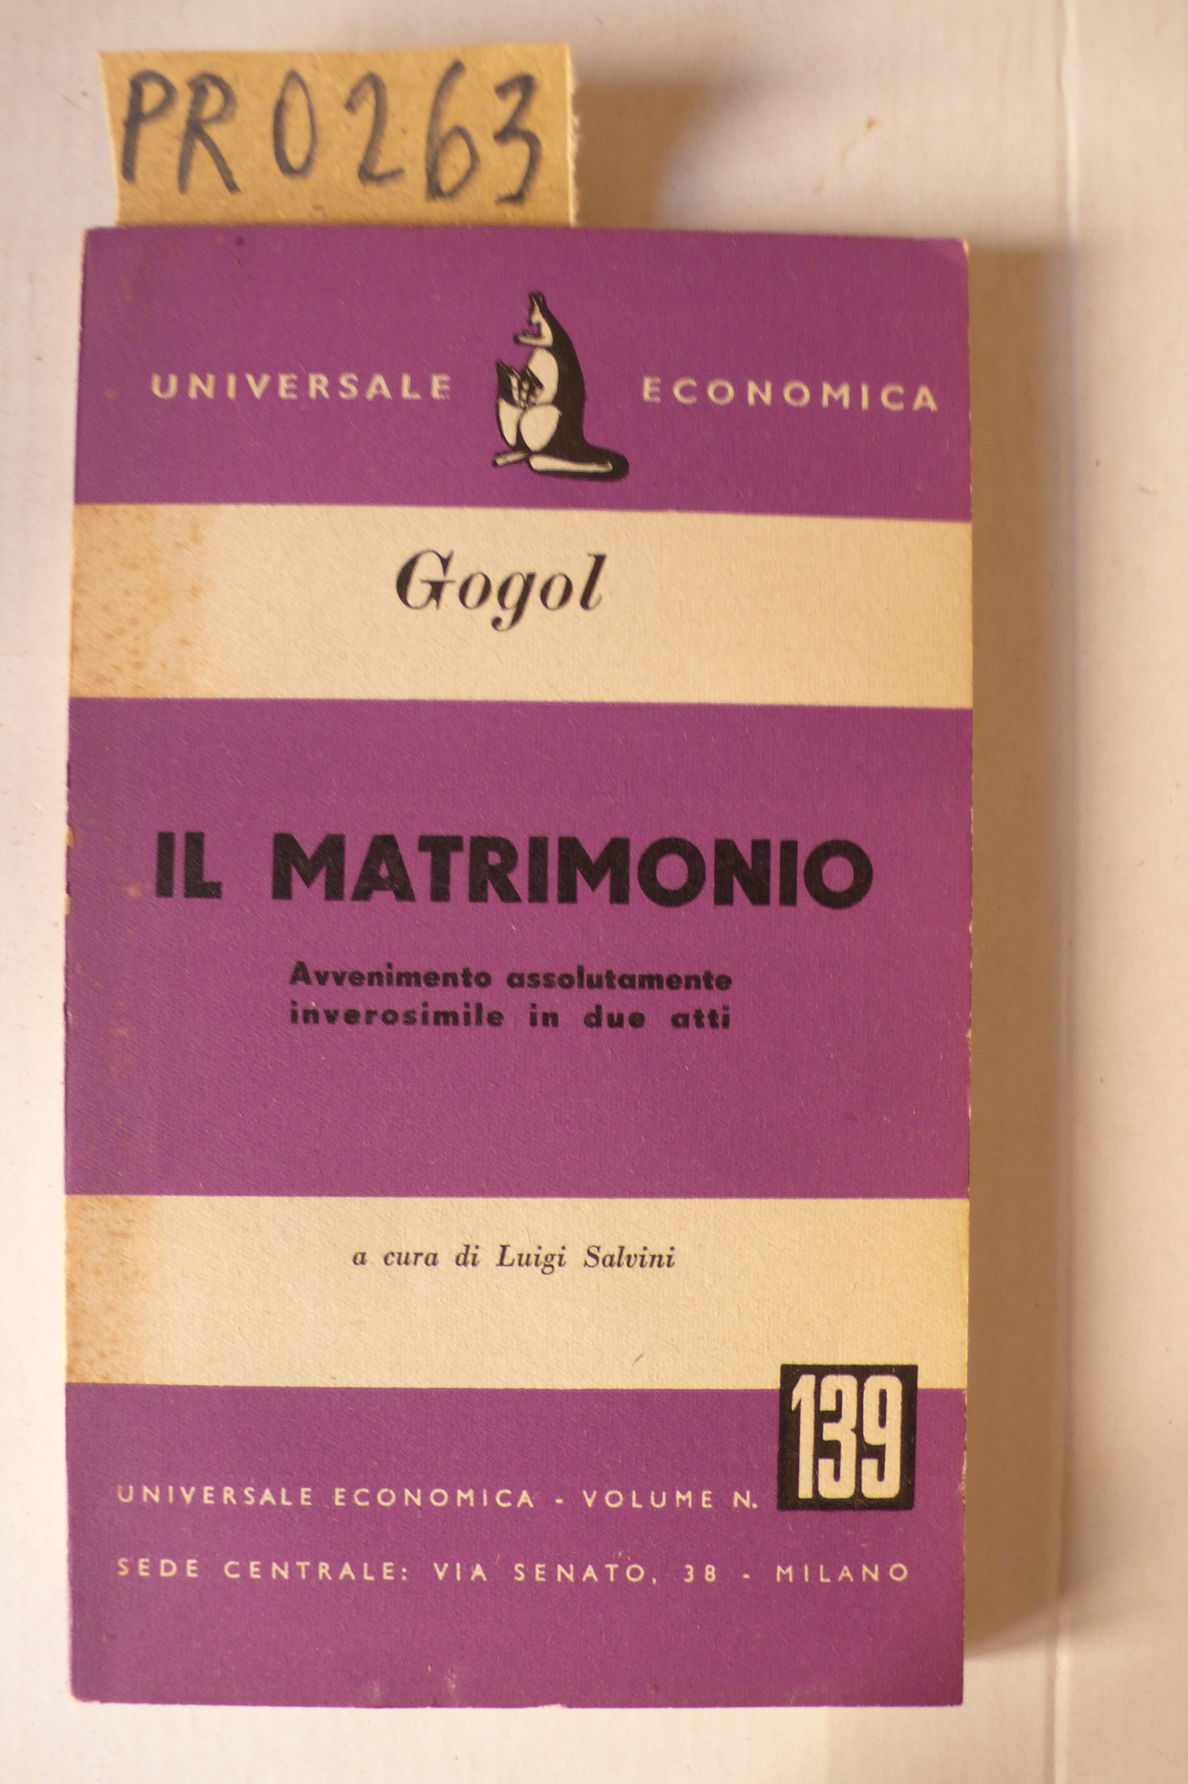 PR0263
UNIVERSALE ECONOMICA
Gogol
IL MATRIMONIO
Avvenimento assolutamente
inverosimile in due atti
a cura di Luigi Salvini
139
UNIVERSALE ECONOMICA - VOLUME N.
SEDE CENTRALE: VIA SENATO, 38 - MILANO